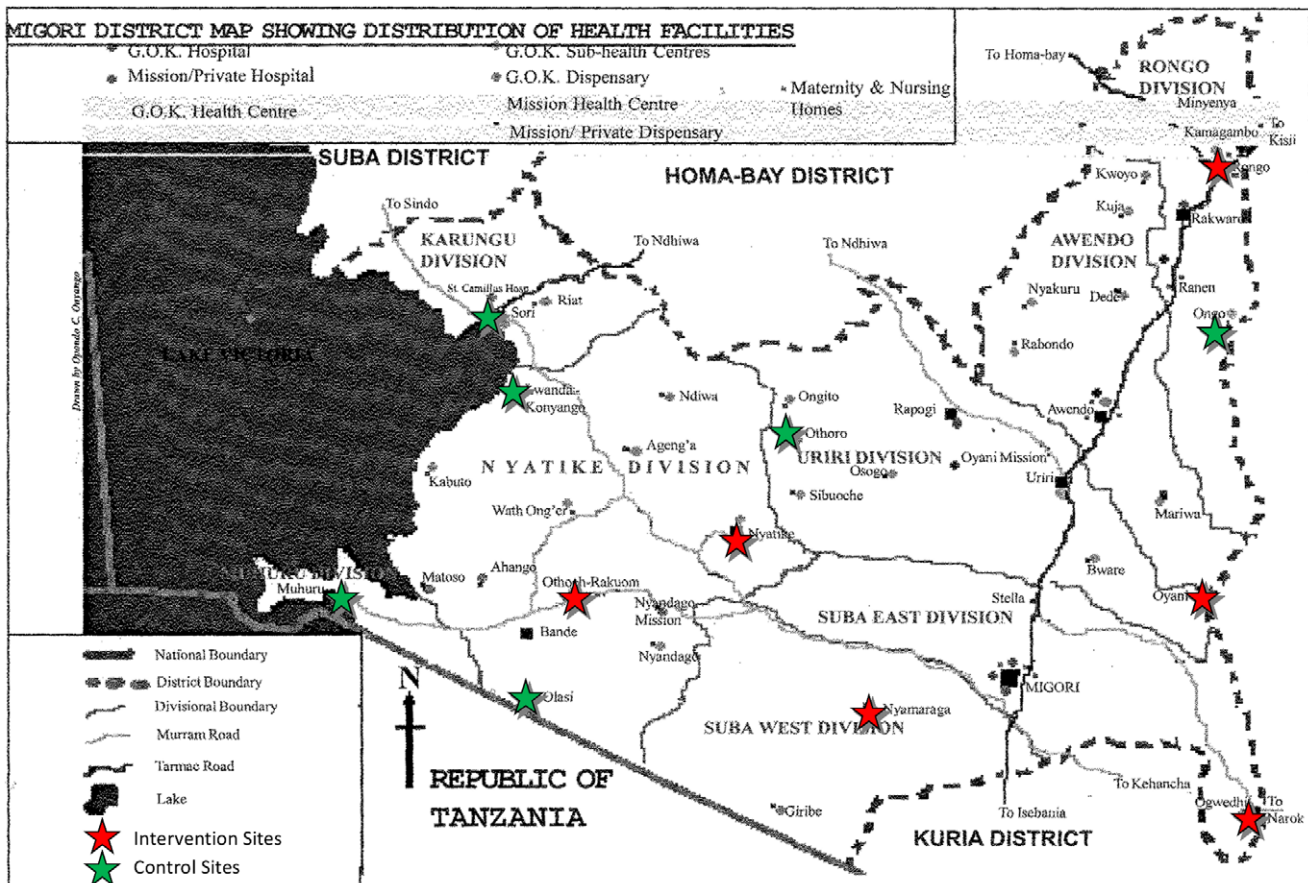 MIGORI DISTRICT MAP SHOWING DISTRIBUTION OF HEALTH FACILITIES
G.O.K. Hospital
G.O.K. Sub-health Centres
Mission/Private Hospital
G.O.K. Dispensary
Maternity & Nursing
Homes
G.O.K. Health Centre
Mission Health Centre
Mission/ Private Dispensary
To Homa-bay
RONGO
DIVISION
Minyenya
Kamagambo
To
Kisii
Rongo
SUBA DISTRICT
HOMA-BAY DISTRICT
Kwoyo
Kuja
Rakwaro
To Sindo
KARUNGU
DIVISION
To Ndhiwa
To Ndhiwa
AWENDO
DIVISION
St. Camillus Hosp.
Riat
Sori
Nyakuru
Dede
Ranen
Ongo
Drawn by Opondo C. Onyango
LAKE VICTORIA
Rabondo
Konyango
Ndiwa
Ongito
Rapogi
Awendo
Othoro
Ageng'a
URIRI DIVISION
Oyani Mission
NYATIKE DIVISION
Kabuto
Osogo
Uriri
Sibuoche
Mariwa
Wath Ong'er
Nyatike
MUHURU DIVISION
Muhuru
Matoso
Ahango
Othoch-Rakuom
Bware
Oyani
Nyandago
Mission
Stella
SUBA EAST DIVISION
Bande
Nyandago
MIGORI
Olasi
Nyamaraga
SUBA WEST DIVISION
N
REPUBLIC OF
TANZANIA
Giribe
To Kehancha
To Isebania
Ogwedhi
To
Narok
KURIA DISTRICT
National Boundary
District Boundary
Divisional Boundary
Murram Road
Tarmac Road
Lake
Intervention Sites
Control Sites